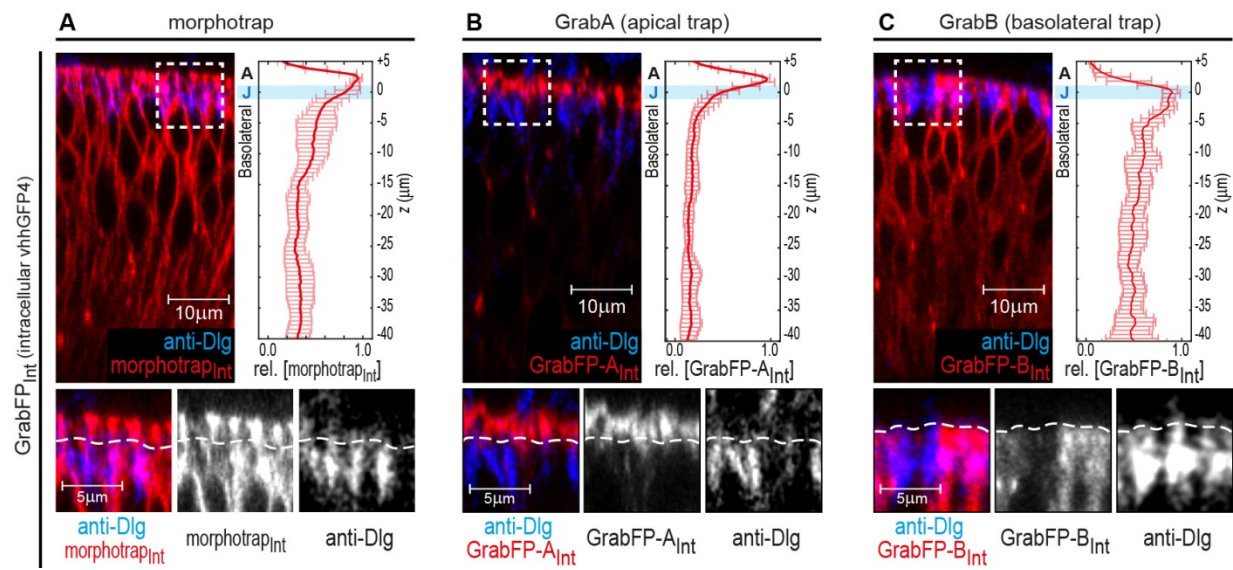 A morphotrap
B GrabA (apical trap)
C GrabB (basolateral trap)
GrabFP_Int (intracellular vhhGFP4)
10µm
anti-Dlg
morphotrap_Int
A
J
Basolateral
+5
0
-5
-10
-15
-20
-25
-30
-35
-40
z (µm)
0.0 1.0
rel. [morphotrap_Int]
10µm
anti-Dlg
GrabFP-A_Int
A
J
Basolateral
+5
0
-5
-10
-15
-20
-25
-30
-35
-40
z (µm)
0.0 1.0
rel. [GrabFP-A_Int]
10µm
anti-Dlg
GrabFP-B_Int
A
J
Basolateral
+5
0
-5
-10
-15
-20
-25
-30
-35
-40
z (µm)
0.0 1.0
rel. [GrabFP-B_Int]
5µm
anti-Dlg
morphotrap_Int
morphotrap_Int
anti-Dlg
5µm
anti-Dlg
GrabFP-A_Int
GrabFP-A_Int
anti-Dlg
5µm
anti-Dlg
GrabFP-B_Int
GrabFP-B_Int
anti-Dlg